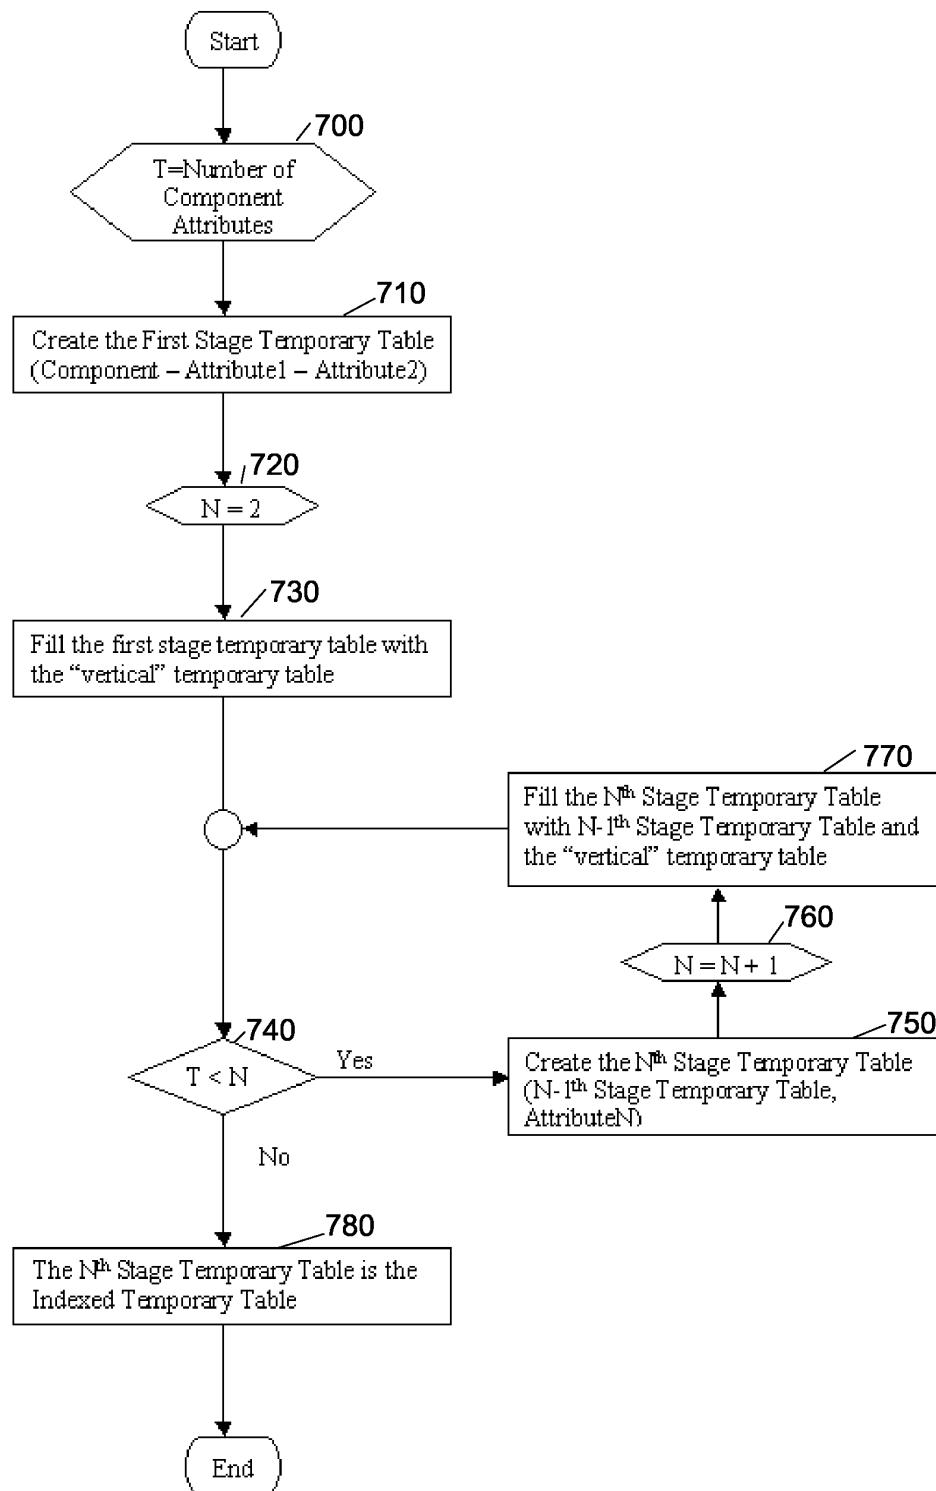 Start
700
T=Number of
Component
Attributes
710
Create the First Stage Temporary Table
(Component – Attribute1 – Attribute2)
720
N = 2
730
Fill the first stage temporary table with
the “vertical” temporary table
770
Fill the Nth Stage Temporary Table
with N-1th Stage Temporary Table and
the “vertical” temporary table
760
N = N + 1
750
Create the Nth Stage Temporary Table
(N-1th Stage Temporary Table,
AttributeN)
740
T < N
Yes
No
780
The Nth Stage Temporary Table is the
Indexed Temporary Table
End